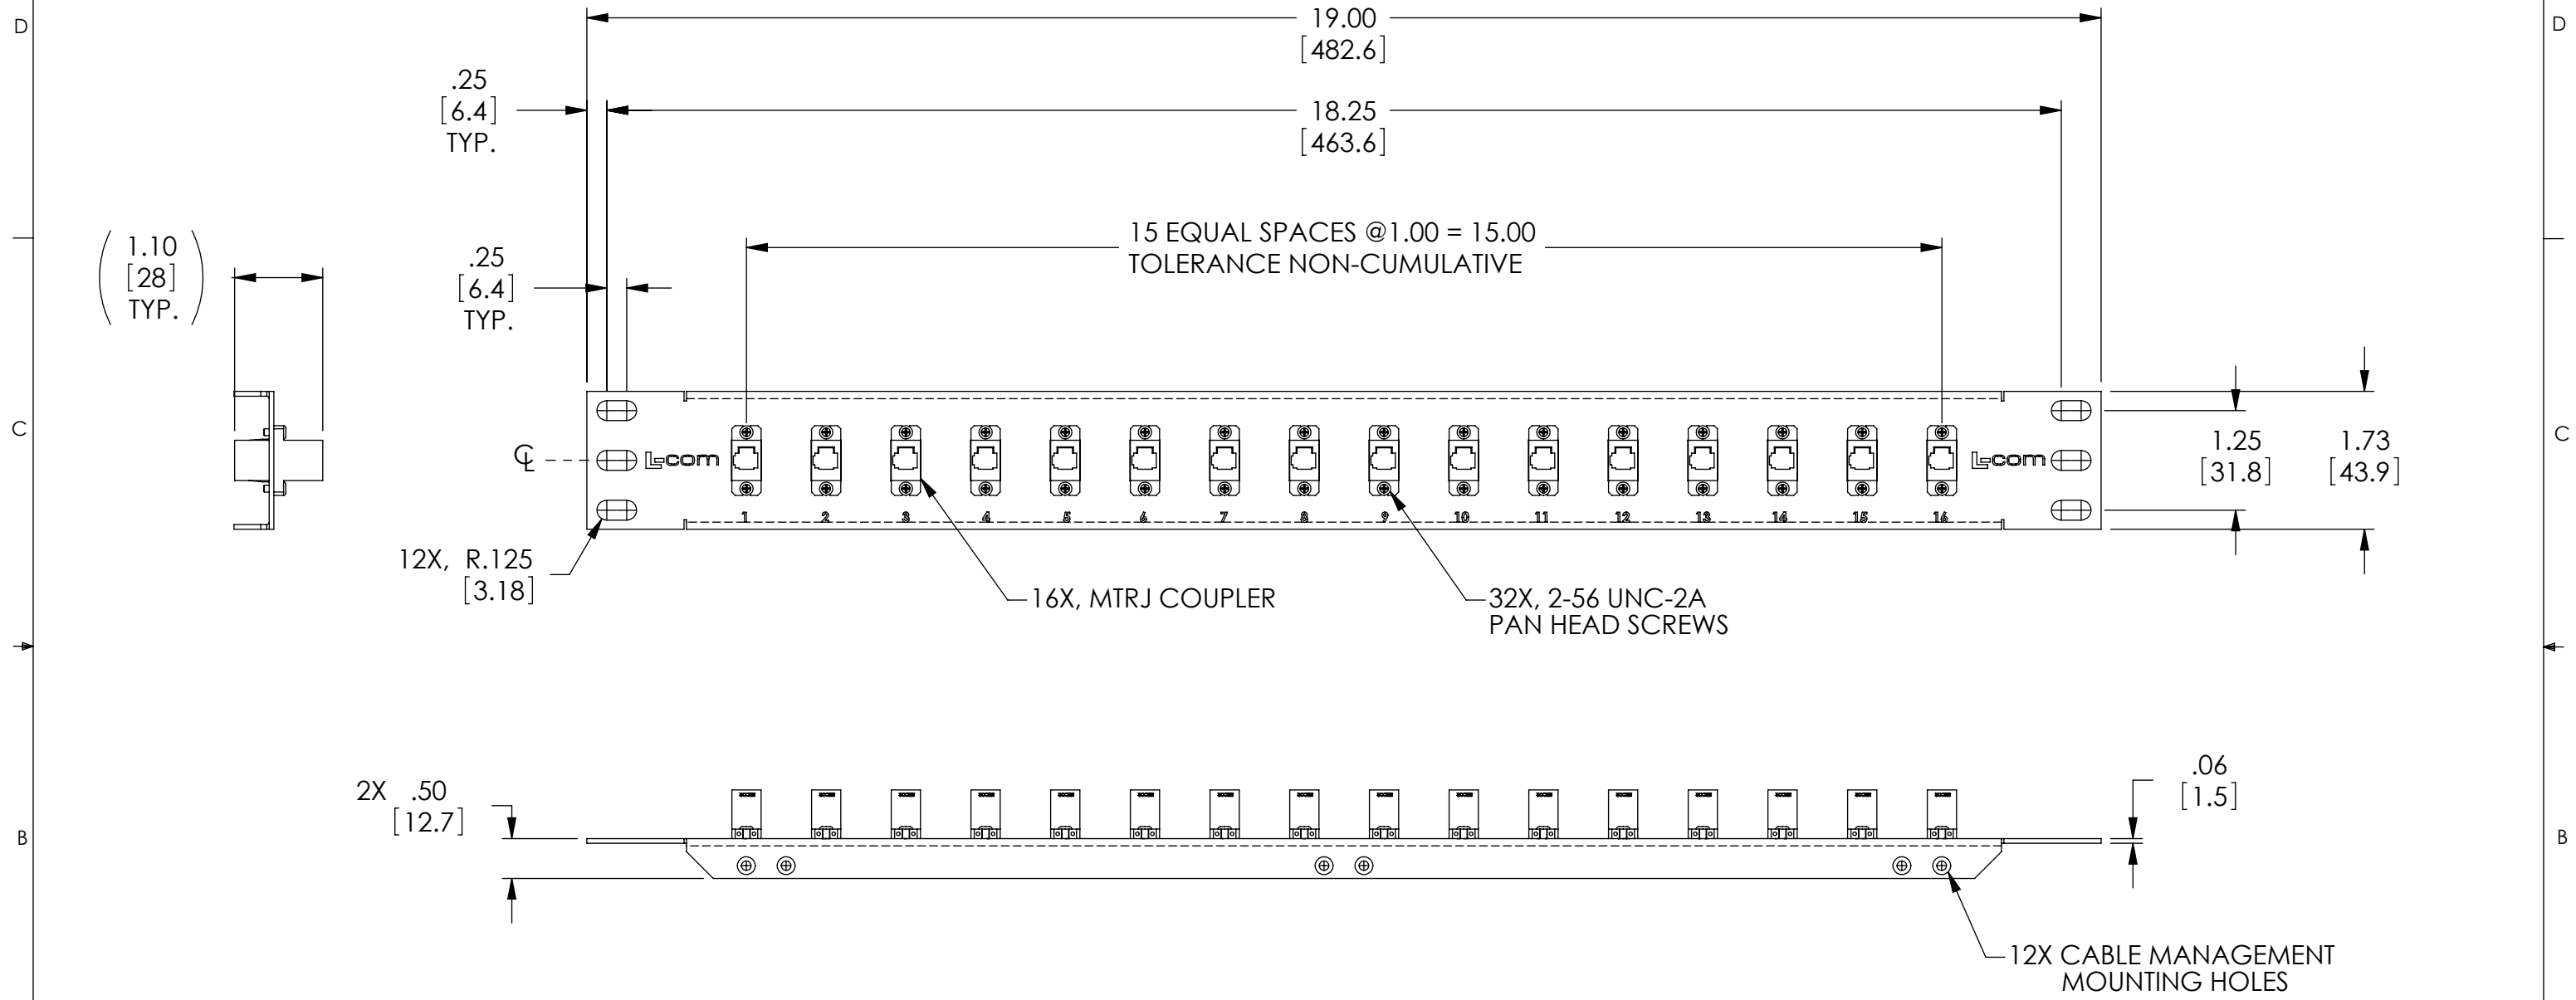 D
D
19.00
[482.6]
.25
[6.4]
TYP.
18.25
[463.6]
1.10
[28]
TYP.
.25
[6.4]
TYP.
15 EQUAL SPACES @1.00 = 15.00
TOLERANCE NON-CUMULATIVE
C
C
℄
L-com
L-com
1.25
[31.8]
1.73
[43.9]
1 2 3 4 5 6 7 8 9 10 11 12 13 14 15 16
12X, R.125
[3.18]
16X, MTRJ COUPLER
32X, 2-56 UNC-2A
PAN HEAD SCREWS
2X .50
[12.7]
.06
[1.5]
B
B
12X CABLE MANAGEMENT
MOUNTING HOLES